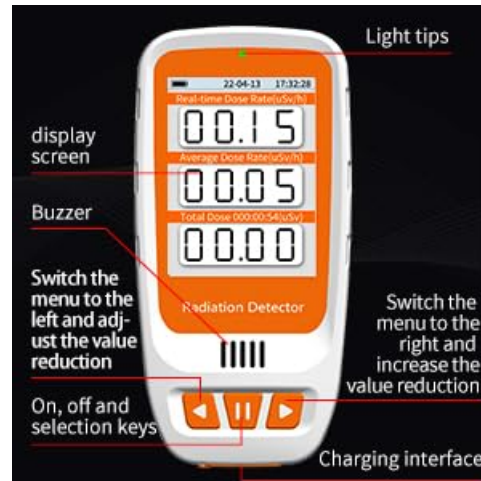 Light tips
22-04-13 17:32:28
Real-time Dose Rate(uSv/h)
00.15
display
screen
Average Dose Rate(uSv/h)
00.05
Buzzer
Total Dose 000:00:54(uSv)
00.00
Switch the
menu to the
left and adj-
ust the value
reduction
Radiation Detector
Switch the
menu to the
right and
increase the
value reduction
On, off and
selection keys
Charging interface